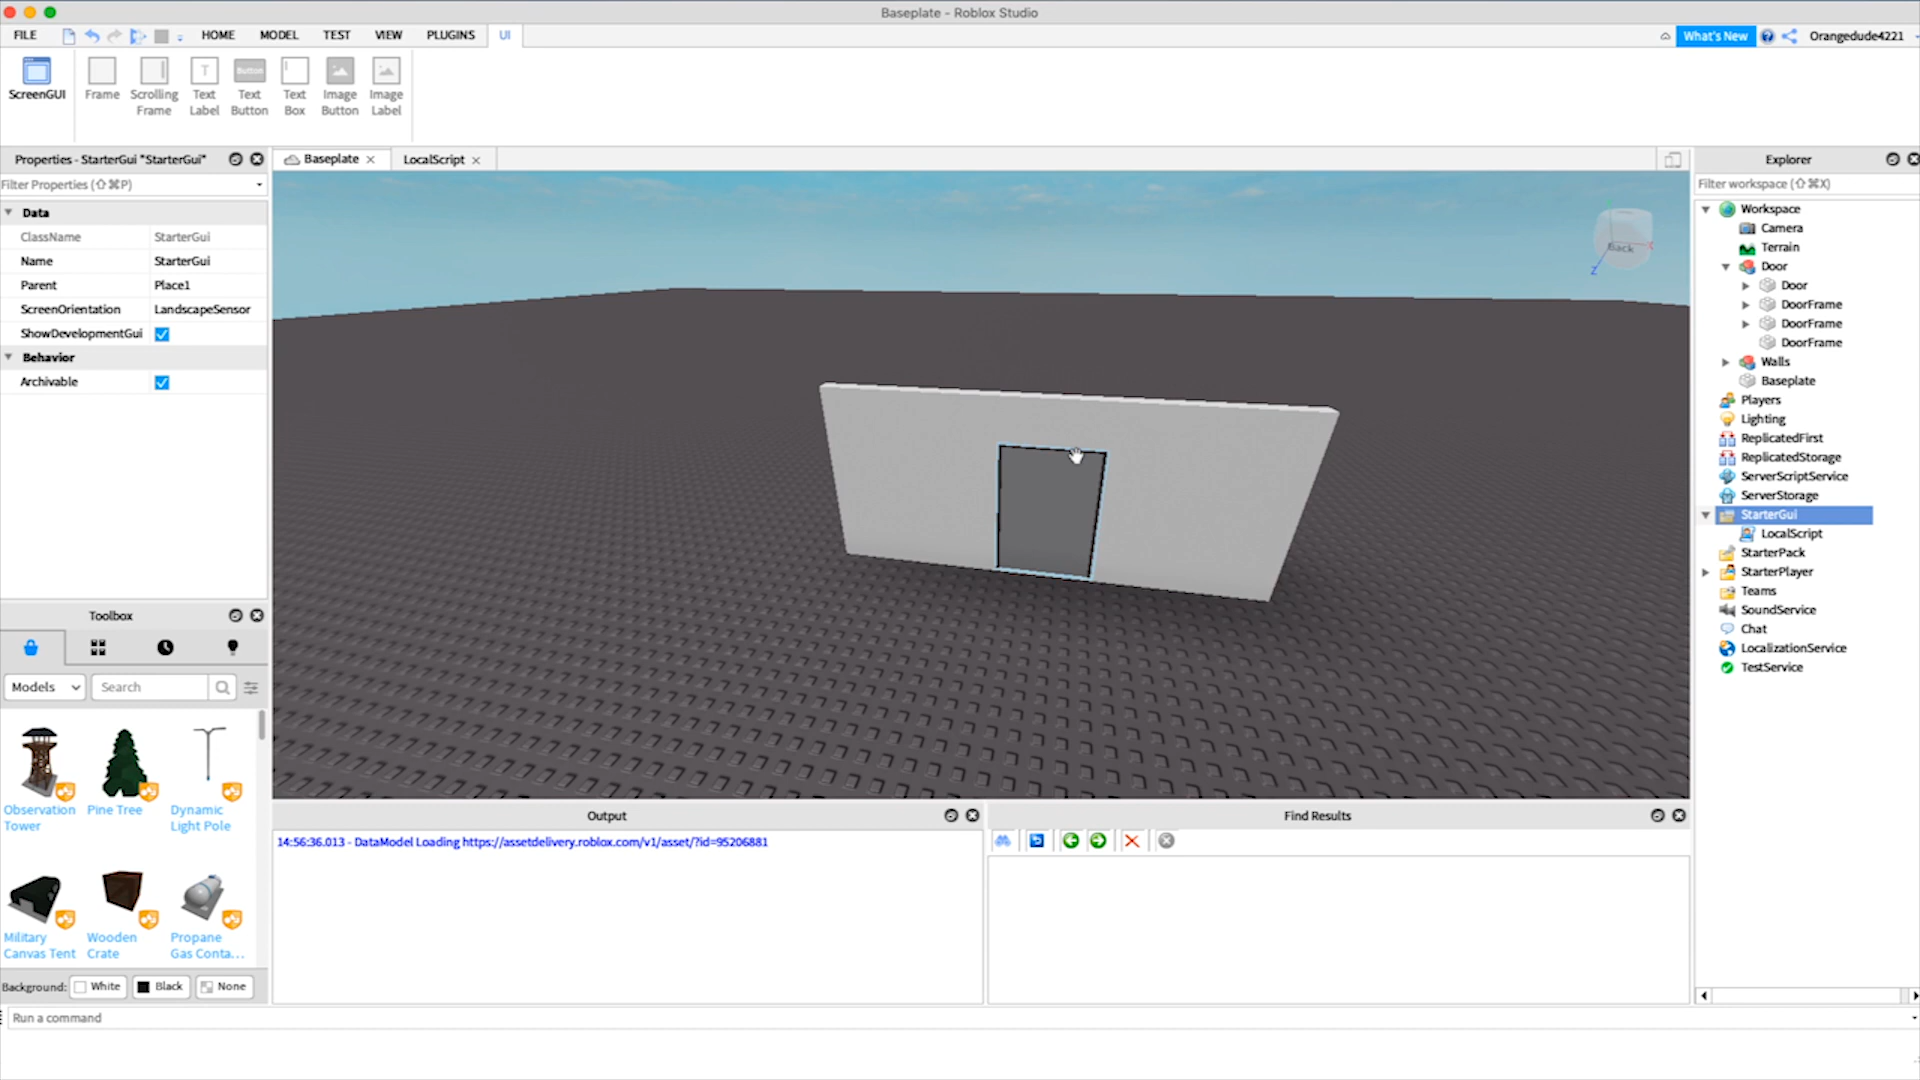 Baseplate - Roblox Studio
FILE HOME MODEL TEST VIEW PLUGINS UI
What's New Orangedude4221
ScreenGUI
Frame
Scrolling Frame
Text Label
Text Button
Text Box
Image Button
Image Label
Button
T
Properties - StarterGui "StarterGui"
Filter Properties (⇧⌘P)
Data
ClassName StarterGui
Name StarterGui
Parent Place1
ScreenOrientation LandscapeSensor
ShowDevelopmentGui
Behavior
Archivable
Toolbox
Models Search
Observation Tower
Pine Tree
Dynamic Light Pole
Military Canvas Tent
Wooden Crate
Propane Gas Conta...
Background: White Black None
Run a command
Baseplate
LocalScript
Back
Z
Output
14:56:36.013 - DataModel Loading https://assetdelivery.roblox.com/v1/asset/?id=95206881
Find Results
Explorer
Filter workspace (⇧⌘X)
Workspace
Camera
Terrain
Door
Door
DoorFrame
DoorFrame
DoorFrame
Walls
Baseplate
Players
Lighting
ReplicatedFirst
ReplicatedStorage
ServerScriptService
ServerStorage
StarterGui
LocalScript
StarterPack
StarterPlayer
Teams
SoundService
Chat
LocalizationService
TestService